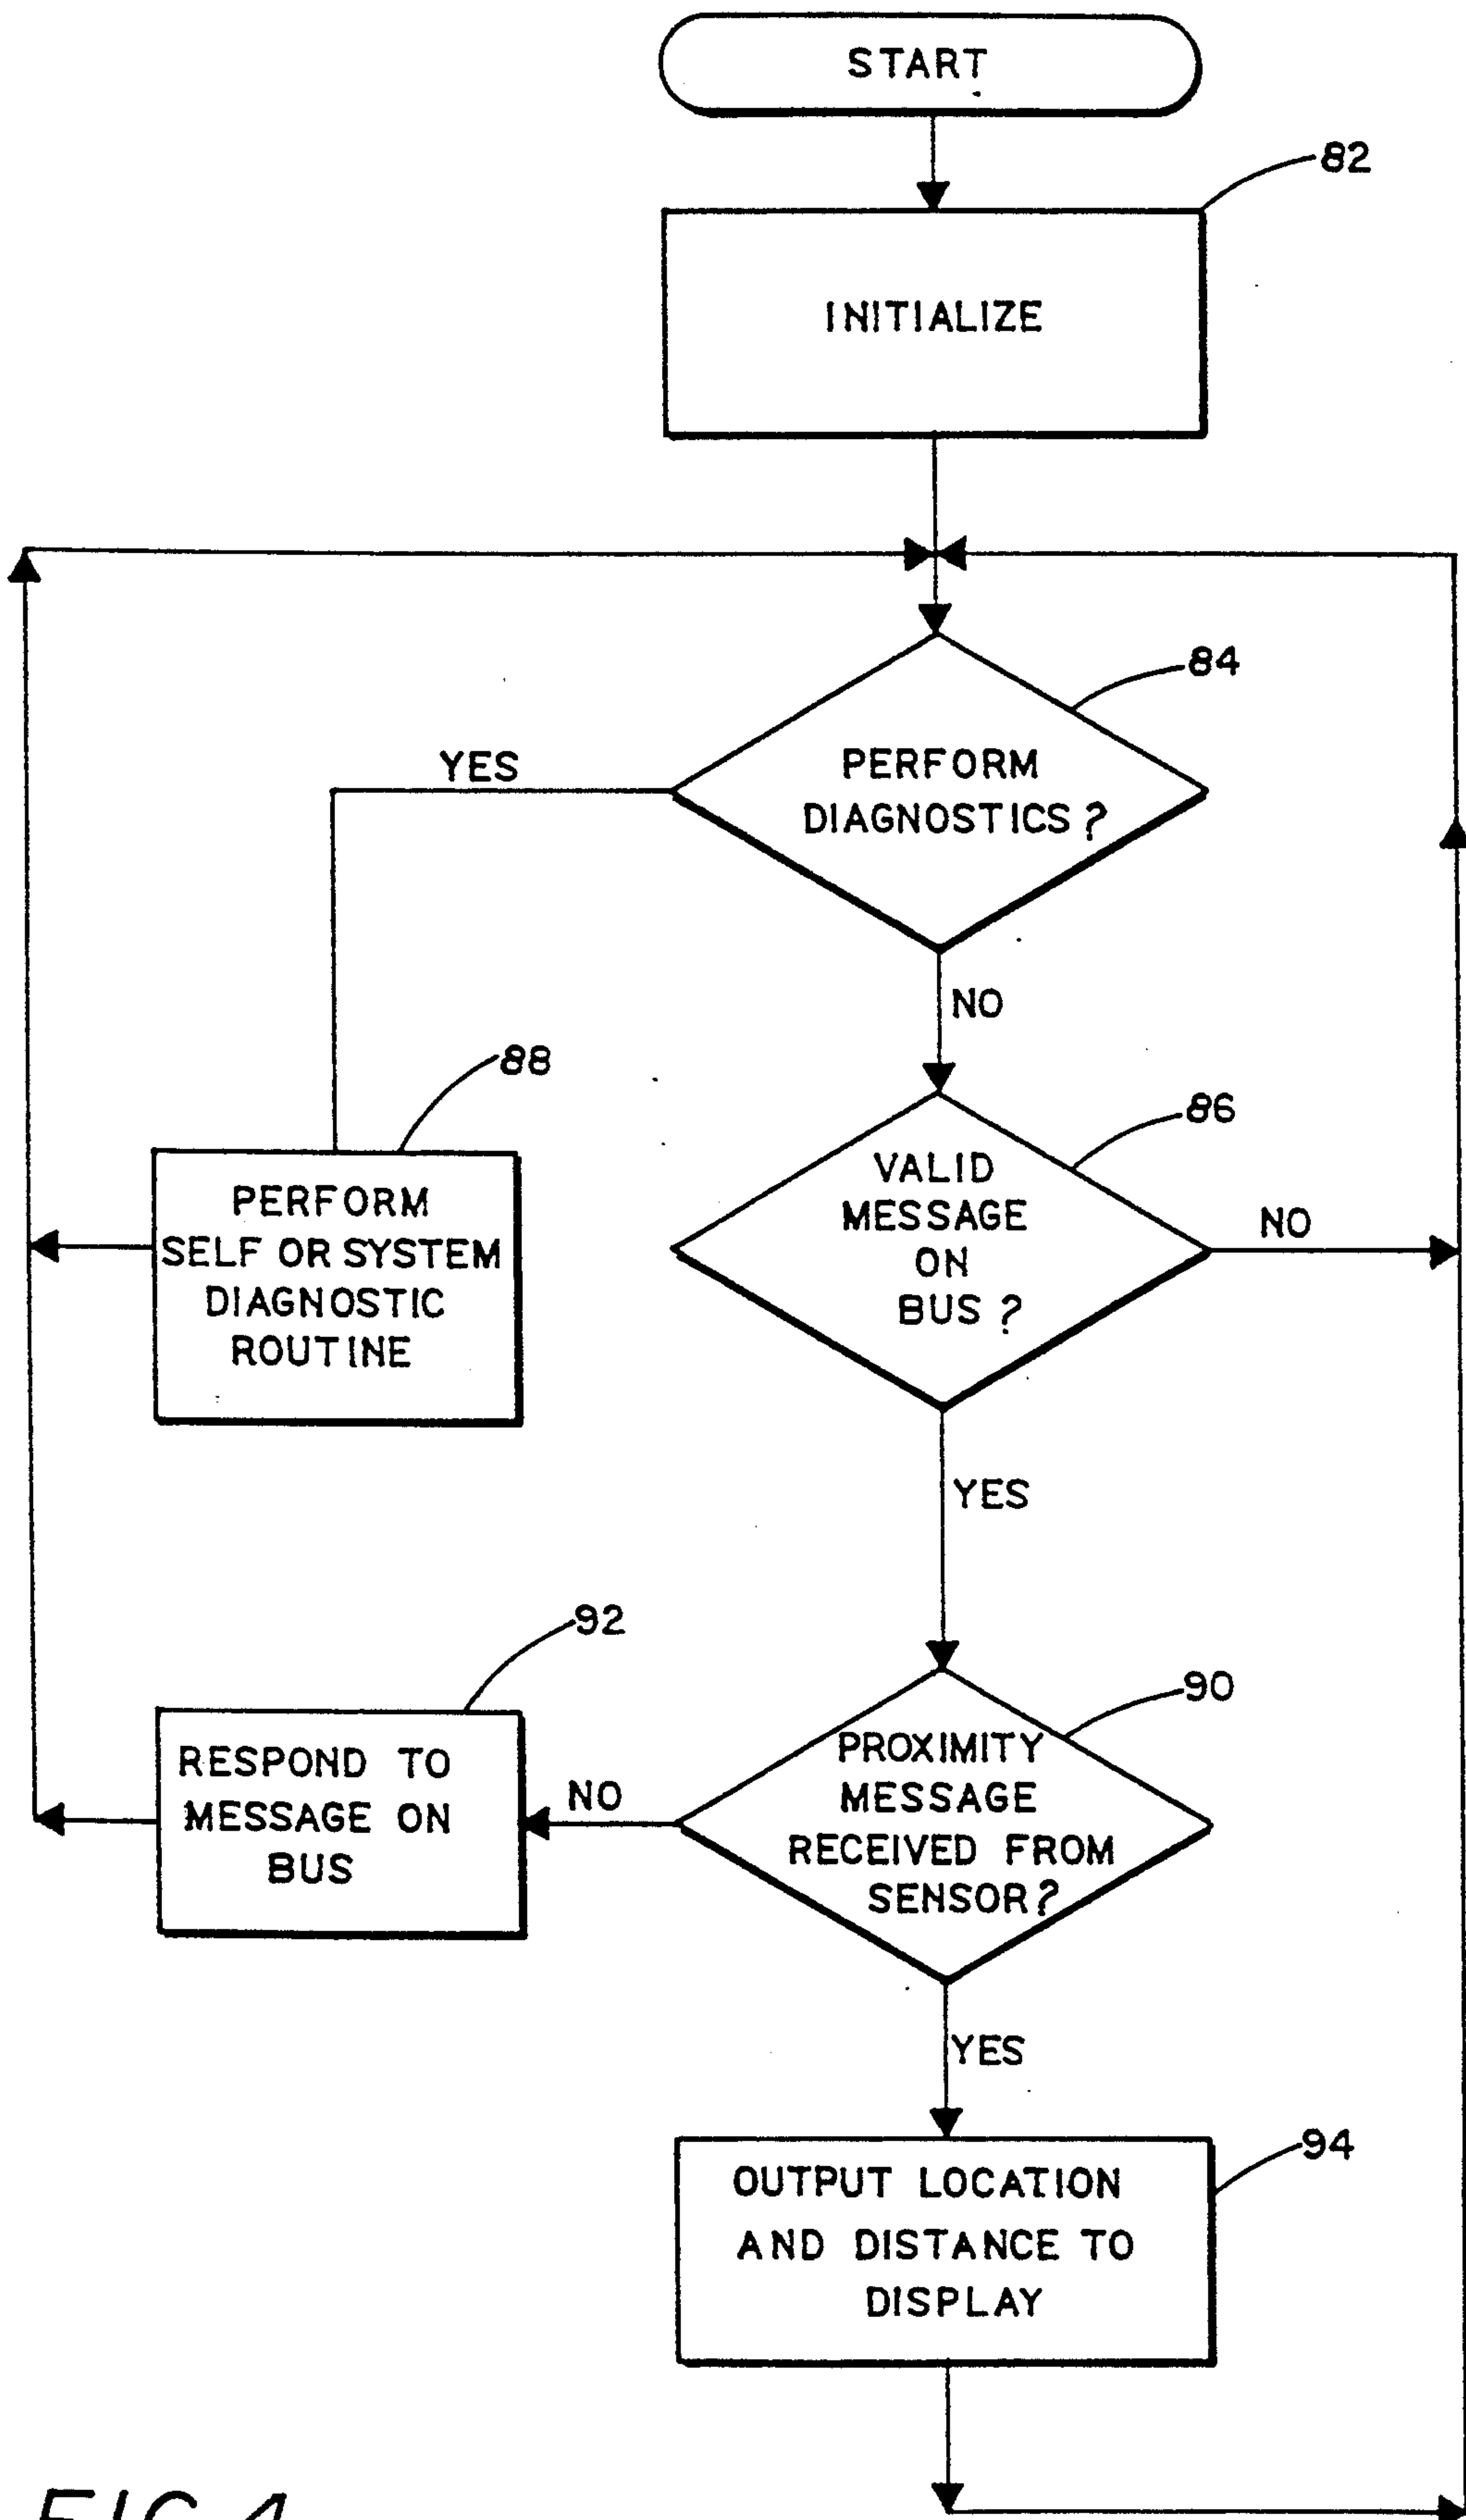 START
82
INITIALIZE
84
YES
PERFORM
DIAGNOSTICS?
NO
88
86
PERFORM
SELF OR SYSTEM
DIAGNOSTIC
ROUTINE
VALID
MESSAGE
ON
BUS?
NO
YES
92
90
RESPOND TO
MESSAGE ON
BUS
NO
PROXIMITY
MESSAGE
RECEIVED FROM
SENSOR?
YES
94
OUTPUT LOCATION
AND DISTANCE TO
DISPLAY
FIG. 4